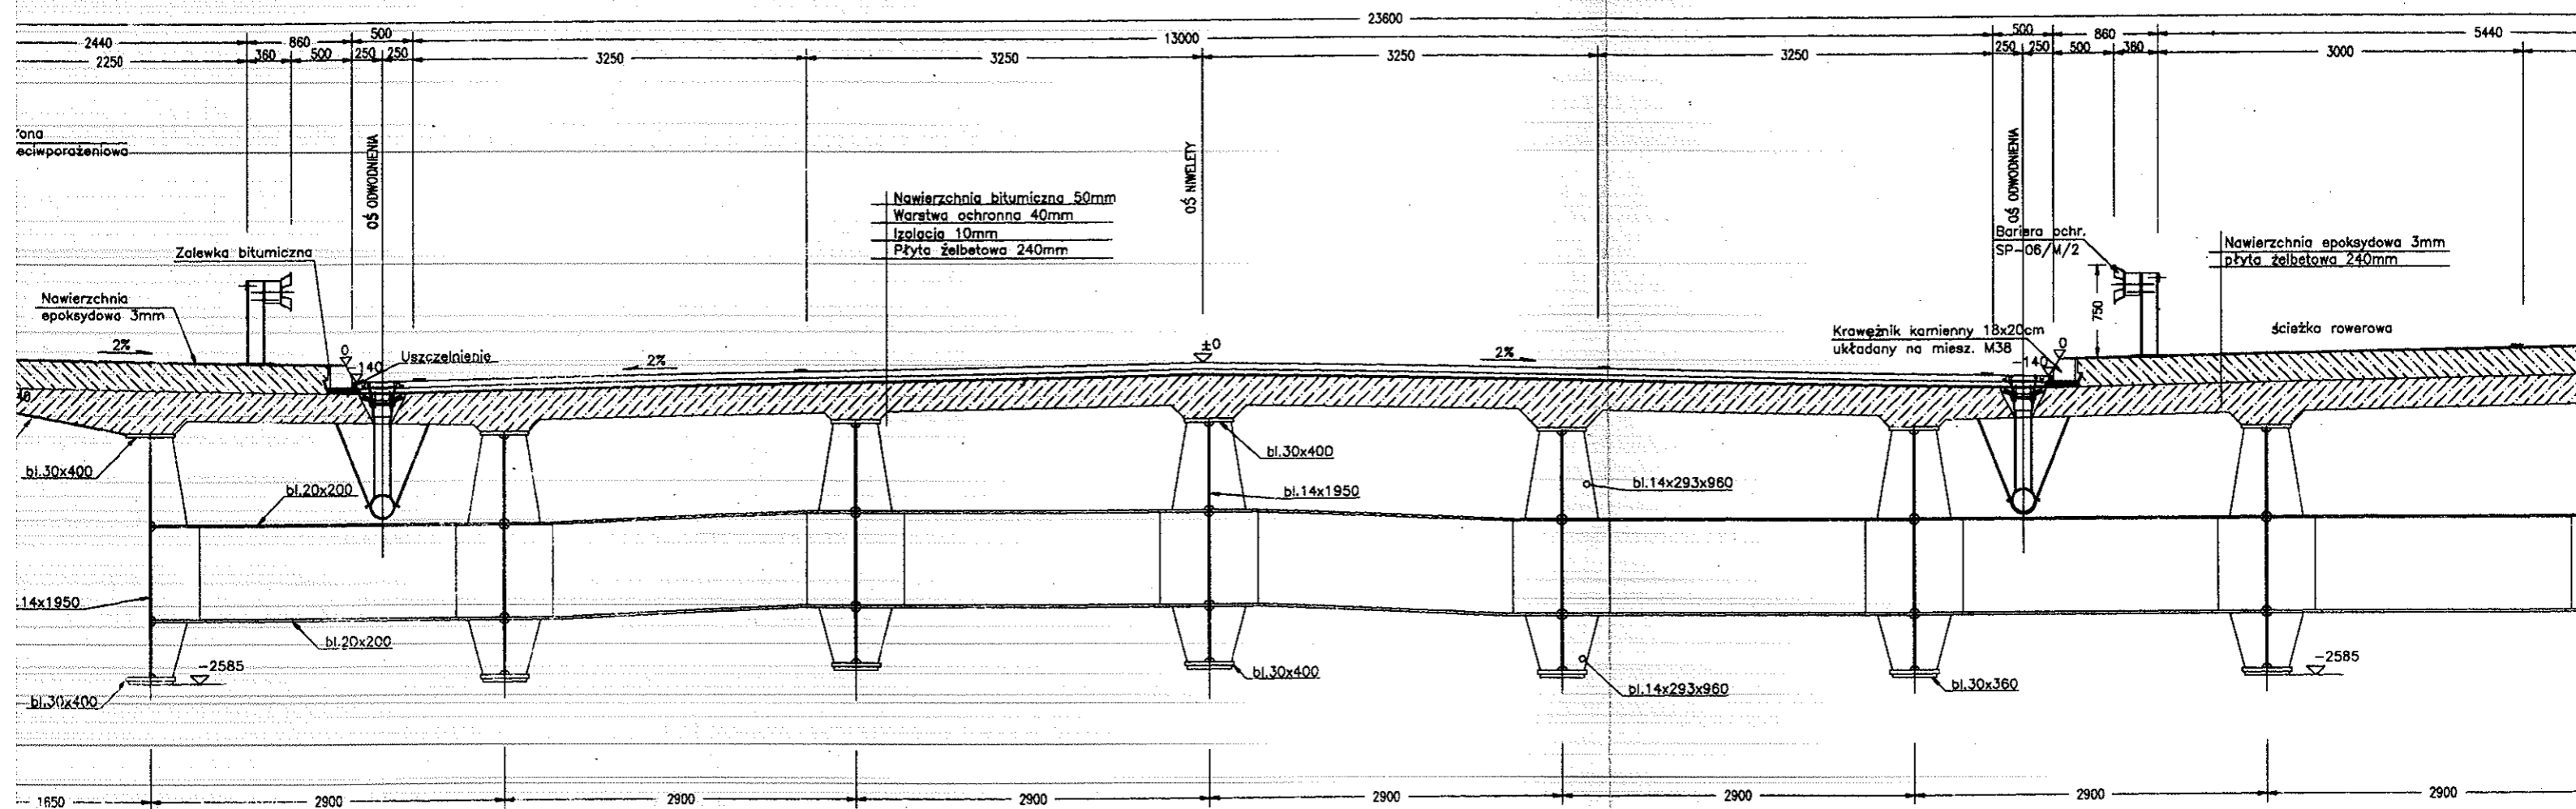 23600
2440
860
500
13000
500
860
5440
2250
360
500
250
250
3250
3250
3250
3250
250
250
500
360
3000
rona
eciwporażeniowa
OŚ ODWODNIENIA
OŚ NIWELETY
OŚ ODWODNIENIA
Nawierzchnia bitumiczna 50mm
Warstwa ochronna 40mm
Izolacja 10mm
Płyta żelbetowa 240mm
Zalewka bitumiczna
Bariera ochr.
SP-06/M/2
Nawierzchnia epoksydowa 3mm
płyta żelbetowa 240mm
Nawierzchnia
epoksydowa 3mm
750
Krawężnik kamienny 18x20cm
układany na miesz. M38
ścieżka rowerowa
2%
0
-140
Uszczelnienie
2%
±0
2%
-140
0
bl.30x400
bl.20x200
bl.30x400
bl.14x1950
bl.14x293x960
.14x1950
bl.20x200
-2585
bl.30x400
bl.30x400
bl.14x293x960
bl.30x360
-2585
1650
2900
2900
2900
2900
2900
2900
2900